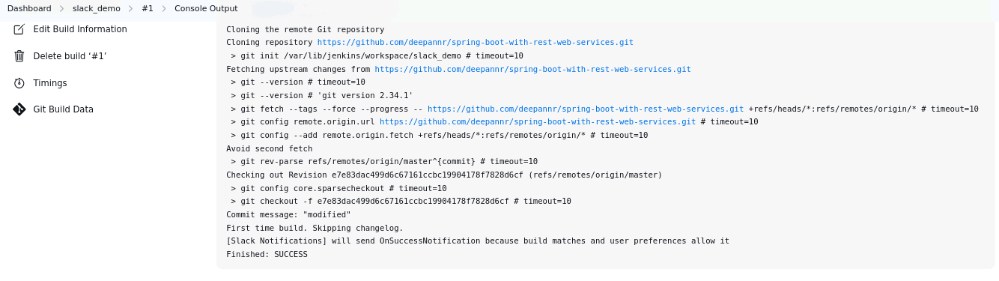 Dashboard > slack_demo > #1 > Console Output
Edit Build Information
Delete build ‘#1’
Timings
Git Build Data
Cloning the remote Git repository
Cloning repository https://github.com/deepannr/spring-boot-with-rest-web-services.git
 > git init /var/lib/jenkins/workspace/slack_demo # timeout=10
Fetching upstream changes from https://github.com/deepannr/spring-boot-with-rest-web-services.git
 > git --version # timeout=10
 > git --version # 'git version 2.34.1'
 > git fetch --tags --force --progress -- https://github.com/deepannr/spring-boot-with-rest-web-services.git +refs/heads/*:refs/remotes/origin/* # timeout=10
 > git config remote.origin.url https://github.com/deepannr/spring-boot-with-rest-web-services.git # timeout=10
 > git config --add remote.origin.fetch +refs/heads/*:refs/remotes/origin/* # timeout=10
Avoid second fetch
 > git rev-parse refs/remotes/origin/master^{commit} # timeout=10
Checking out Revision e7e83dac499d6c67161ccbc19904178f7828d6cf (refs/remotes/origin/master)
 > git config core.sparsecheckout # timeout=10
 > git checkout -f e7e83dac499d6c67161ccbc19904178f7828d6cf # timeout=10
Commit message: "modified"
First time build. Skipping changelog.
[Slack Notifications] will send OnSuccessNotification because build matches and user preferences allow it
Finished: SUCCESS